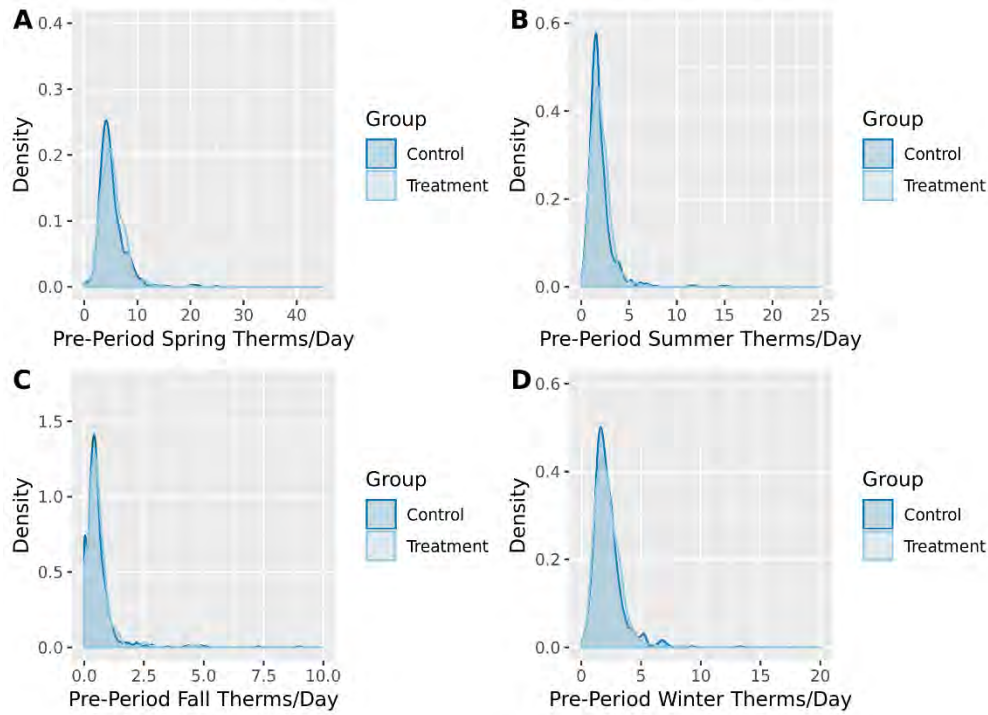 A
0.4
0.3
0.2
0.1
0.0
0 10 20 30 40
Density
Pre-Period Spring Therms/Day
Group
Control
Treatment
B
0.6
0.4
0.2
0.0
0 5 10 15 20 25
Density
Pre-Period Summer Therms/Day
Group
Control
Treatment
C
1.5
1.0
0.5
0.0
0.0 2.5 5.0 7.5 10.0
Density
Pre-Period Fall Therms/Day
Group
Control
Treatment
D
0.6
0.4
0.2
0.0
0 5 10 15 20
Density
Pre-Period Winter Therms/Day
Group
Control
Treatment